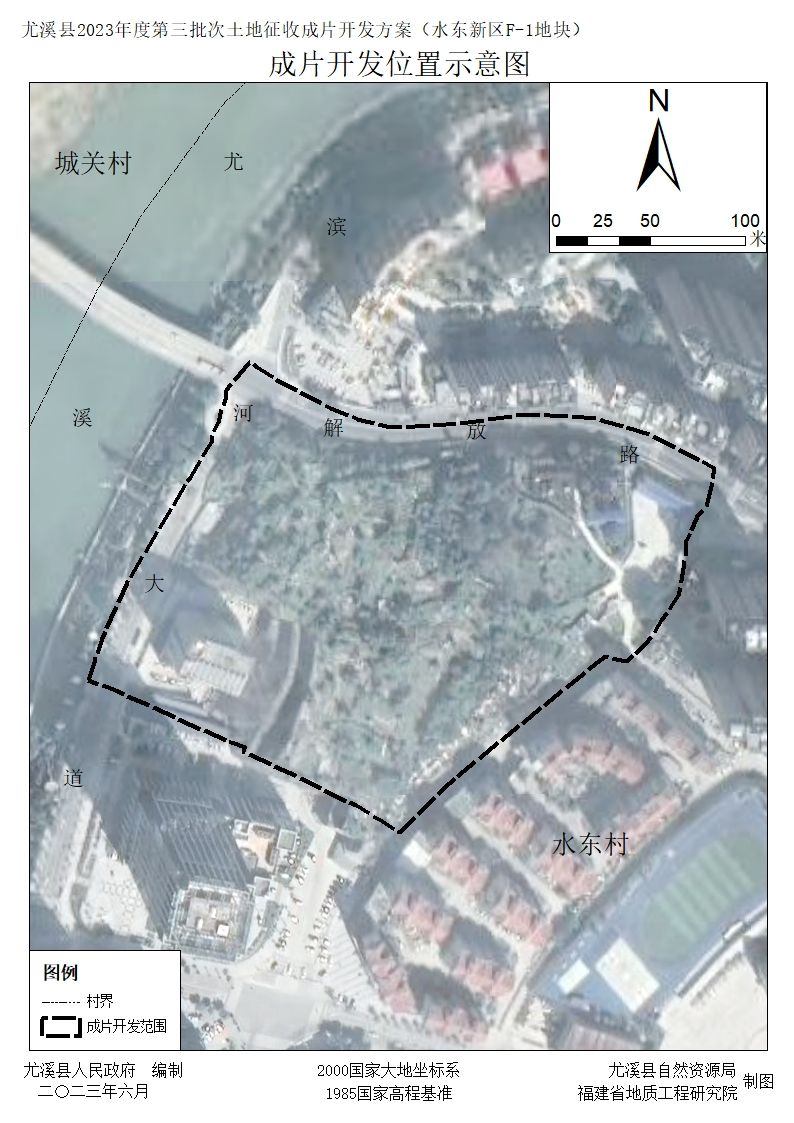 尤溪县2023年度第三批次土地征收成片开发方案（水东新区F-1地块）
成片开发位置示意图
N
0 25 50 100
米
城关村
尤
滨
溪
河
解 放
路
大
道
水东村
图例
村界
成片开发范围
尤溪县人民政府 编制
二〇二三年六月
2000国家大地坐标系
1985国家高程基准
尤溪县自然资源局
福建省地质工程研究院
制图